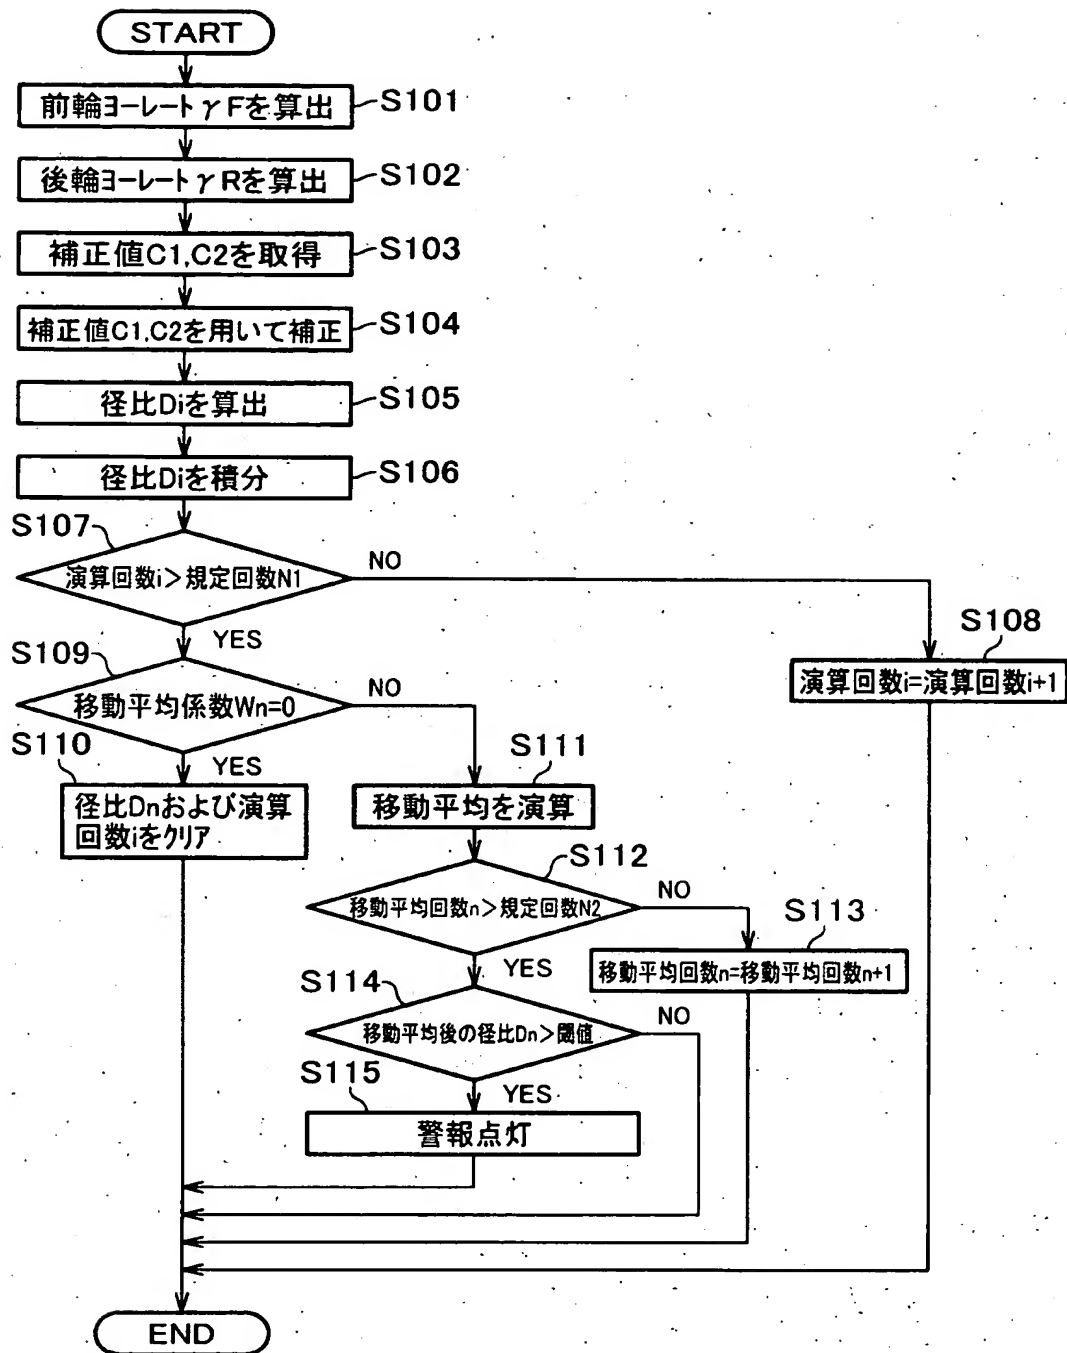 START
前輪ヨーレートγFを算出
S101
後輪ヨーレートγRを算出
S102
補正値C1,C2を取得
S103
補正値C1,C2を用いて補正
S104
径比Diを算出
S105
径比Diを積分
S106
S107
演算回数i>規定回数N1
NO
YES
S108
演算回数i=演算回数i+1
S109
移動平均係数Wn=0
NO
YES
S110
径比Dnおよび演算
回数iをクリア
S111
移動平均を演算
S112
移動平均回数n>規定回数N2
NO
YES
S113
移動平均回数n=移動平均回数n+1
S114
移動平均後の径比Dn>閾値
NO
YES
S115
警報点灯
END